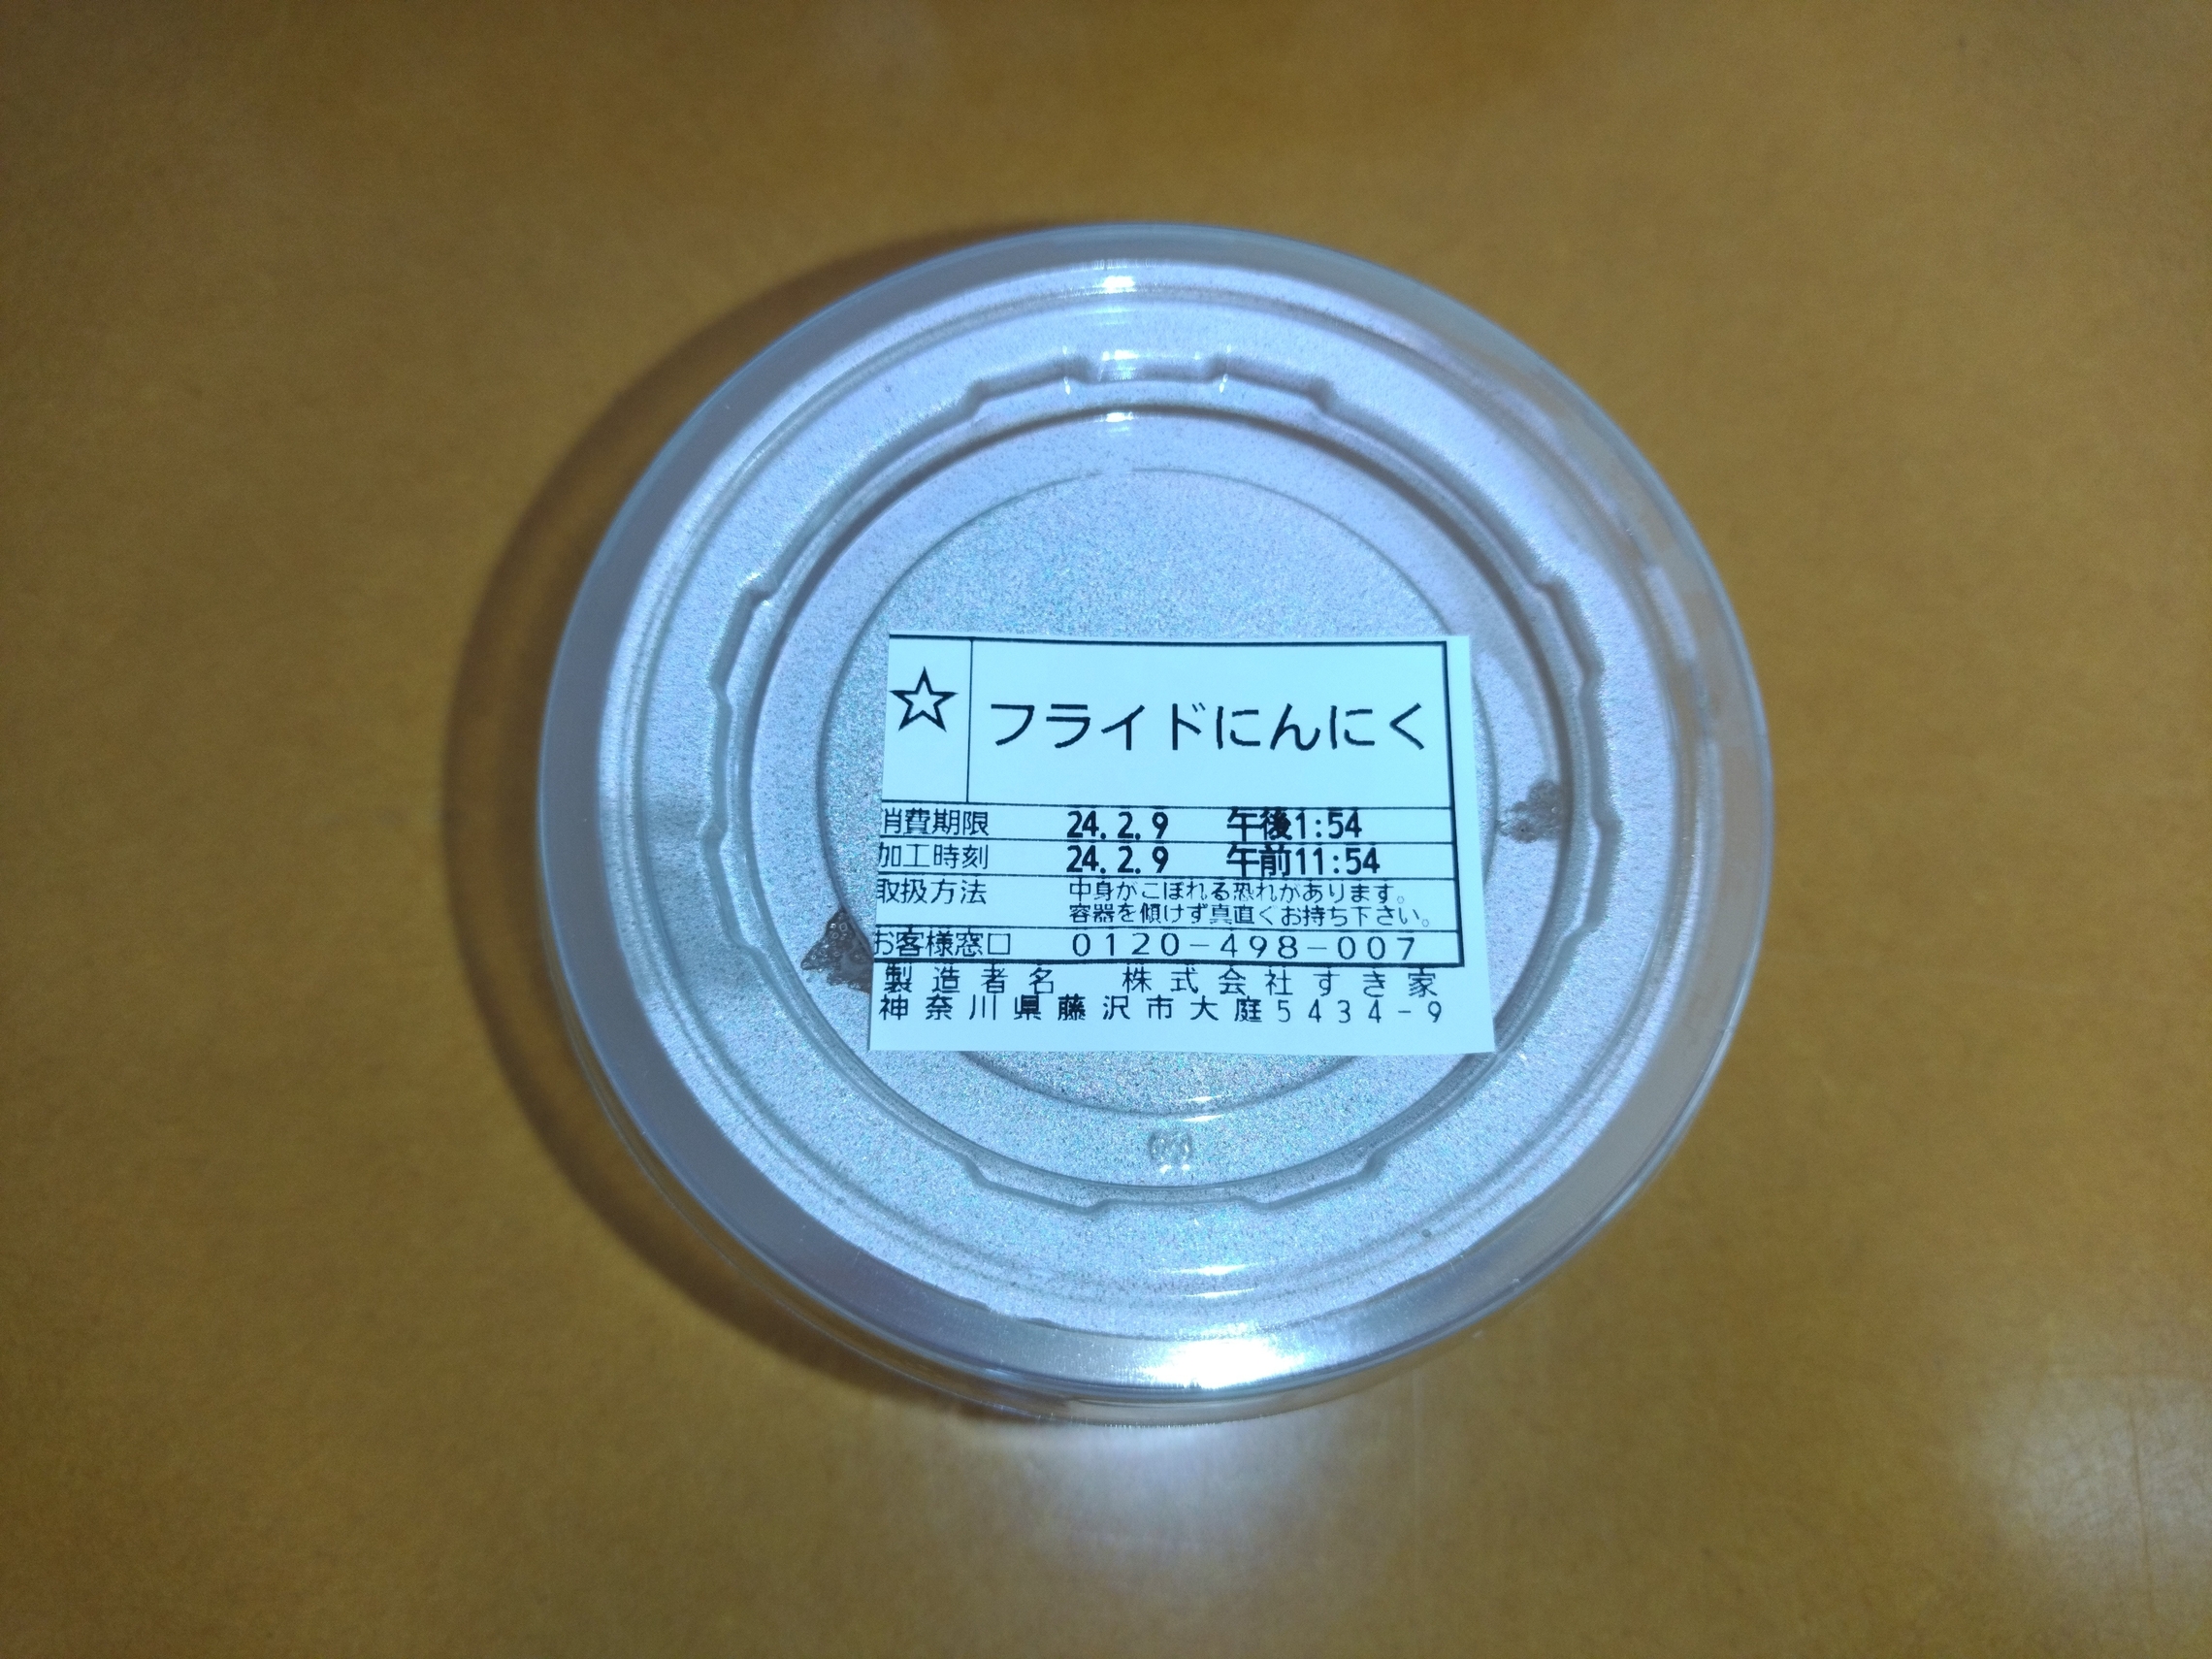 ☆ フライドにんにく
消費期限 24.2.9 午後1:54
加工時刻 24.2.9 午前11:54
取扱方法 中身がこぼれる恐れがあります。
容器を傾けず真直ぐお持ち下さい。
お客様窓口 0120-498-007
製造者名 株式会社すき家
神奈川県藤沢市大庭5434-9